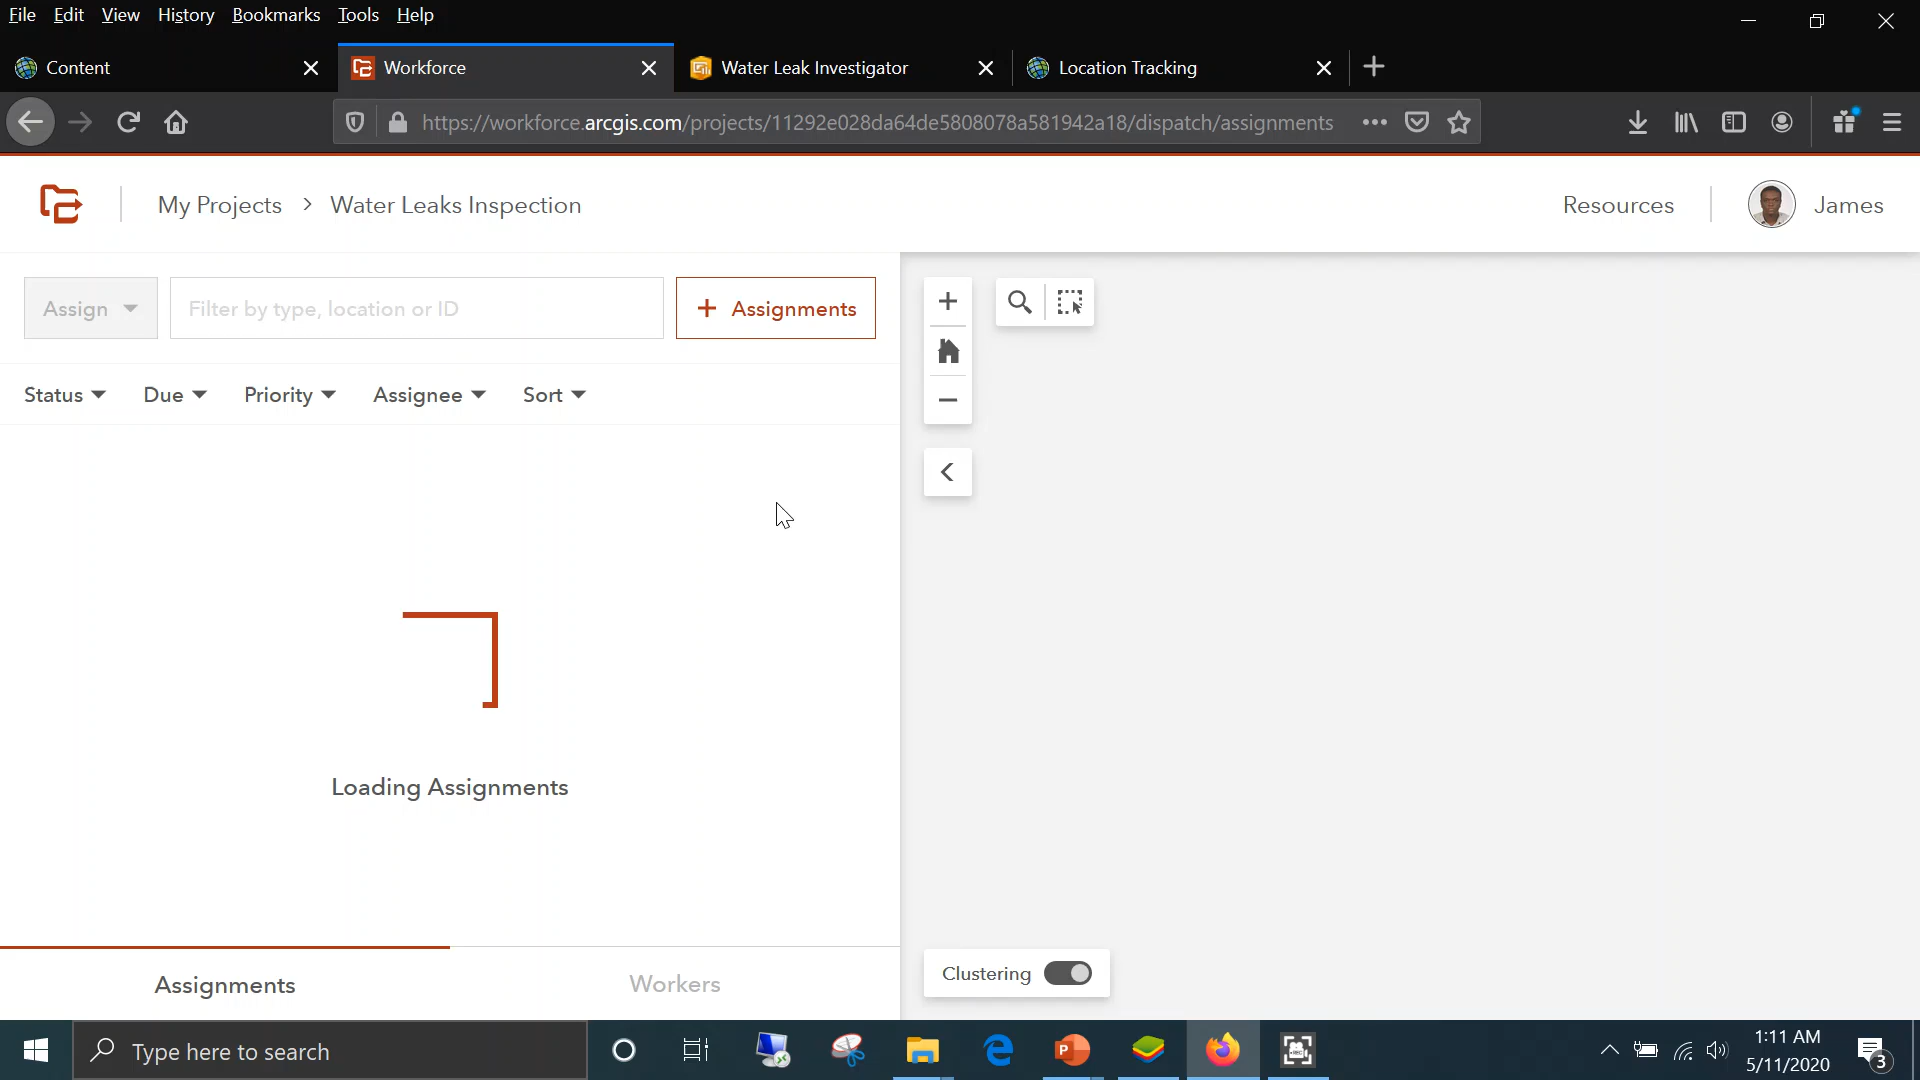 File Edit View History Bookmarks Tools Help
Content
Workforce
Water Leak Investigator
Location Tracking
https://workforce.arcgis.com/projects/11292e028da64de5808078a581942a18/dispatch/assignments
My Projects > Water Leaks Inspection
Resources
James
Assign
Filter by type, location or ID
+ Assignments
Status
Due
Priority
Assignee
Sort
Loading Assignments
Assignments
Workers
Clustering
Type here to search
P
REC
1:11 AM
5/11/2020
3